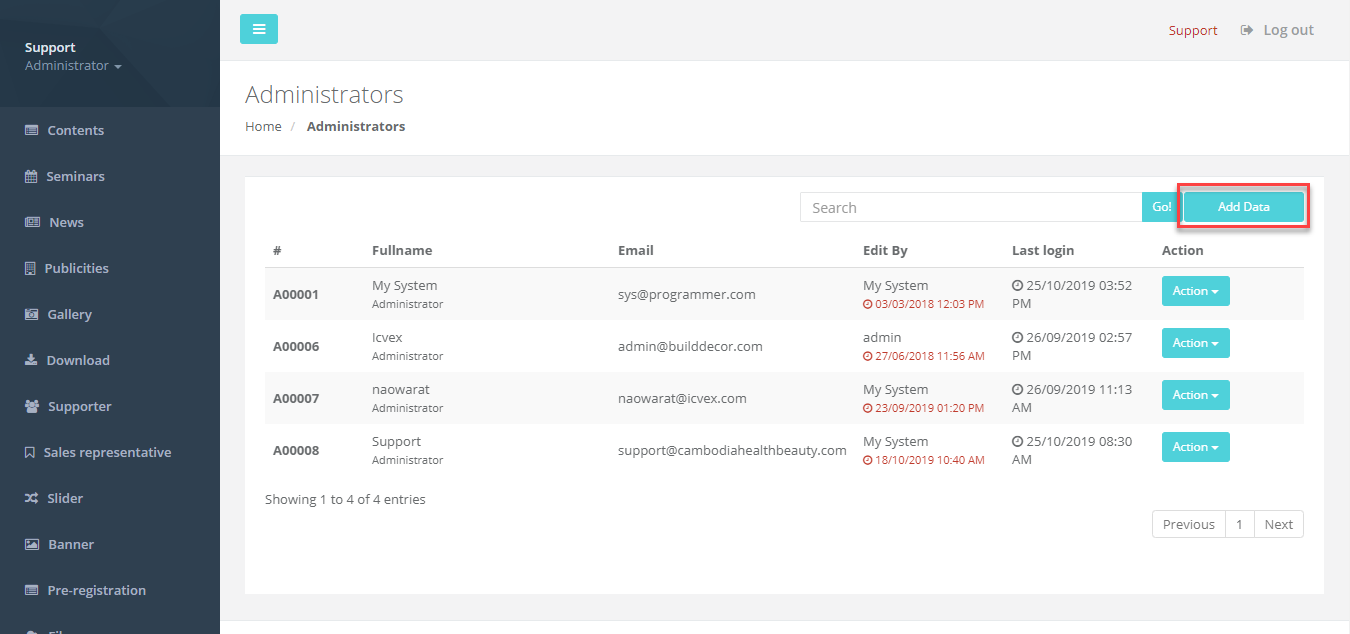 Support
Administrator
Contents
Seminars
News
Publicities
Gallery
Download
Supporter
Sales representative
Slider
Banner
Pre-registration
Support
Log out
Administrators
Home / Administrators
Search
Go!
Add Data
# Fullname Email Edit By Last login Action
A00001 My System Administrator sys@programmer.com My System 03/03/2018 12:03 PM 25/10/2019 03:52 PM Action
A00006 Icvex Administrator admin@builddecor.com admin 27/06/2018 11:56 AM 26/09/2019 02:57 PM Action
A00007 naowarat Administrator naowarat@icvex.com My System 23/09/2019 01:20 PM 26/09/2019 11:13 AM Action
A00008 Support Administrator support@cambodiahealthbeauty.com My System 18/10/2019 10:40 AM 25/10/2019 08:30 AM Action
Showing 1 to 4 of 4 entries
Previous 1 Next